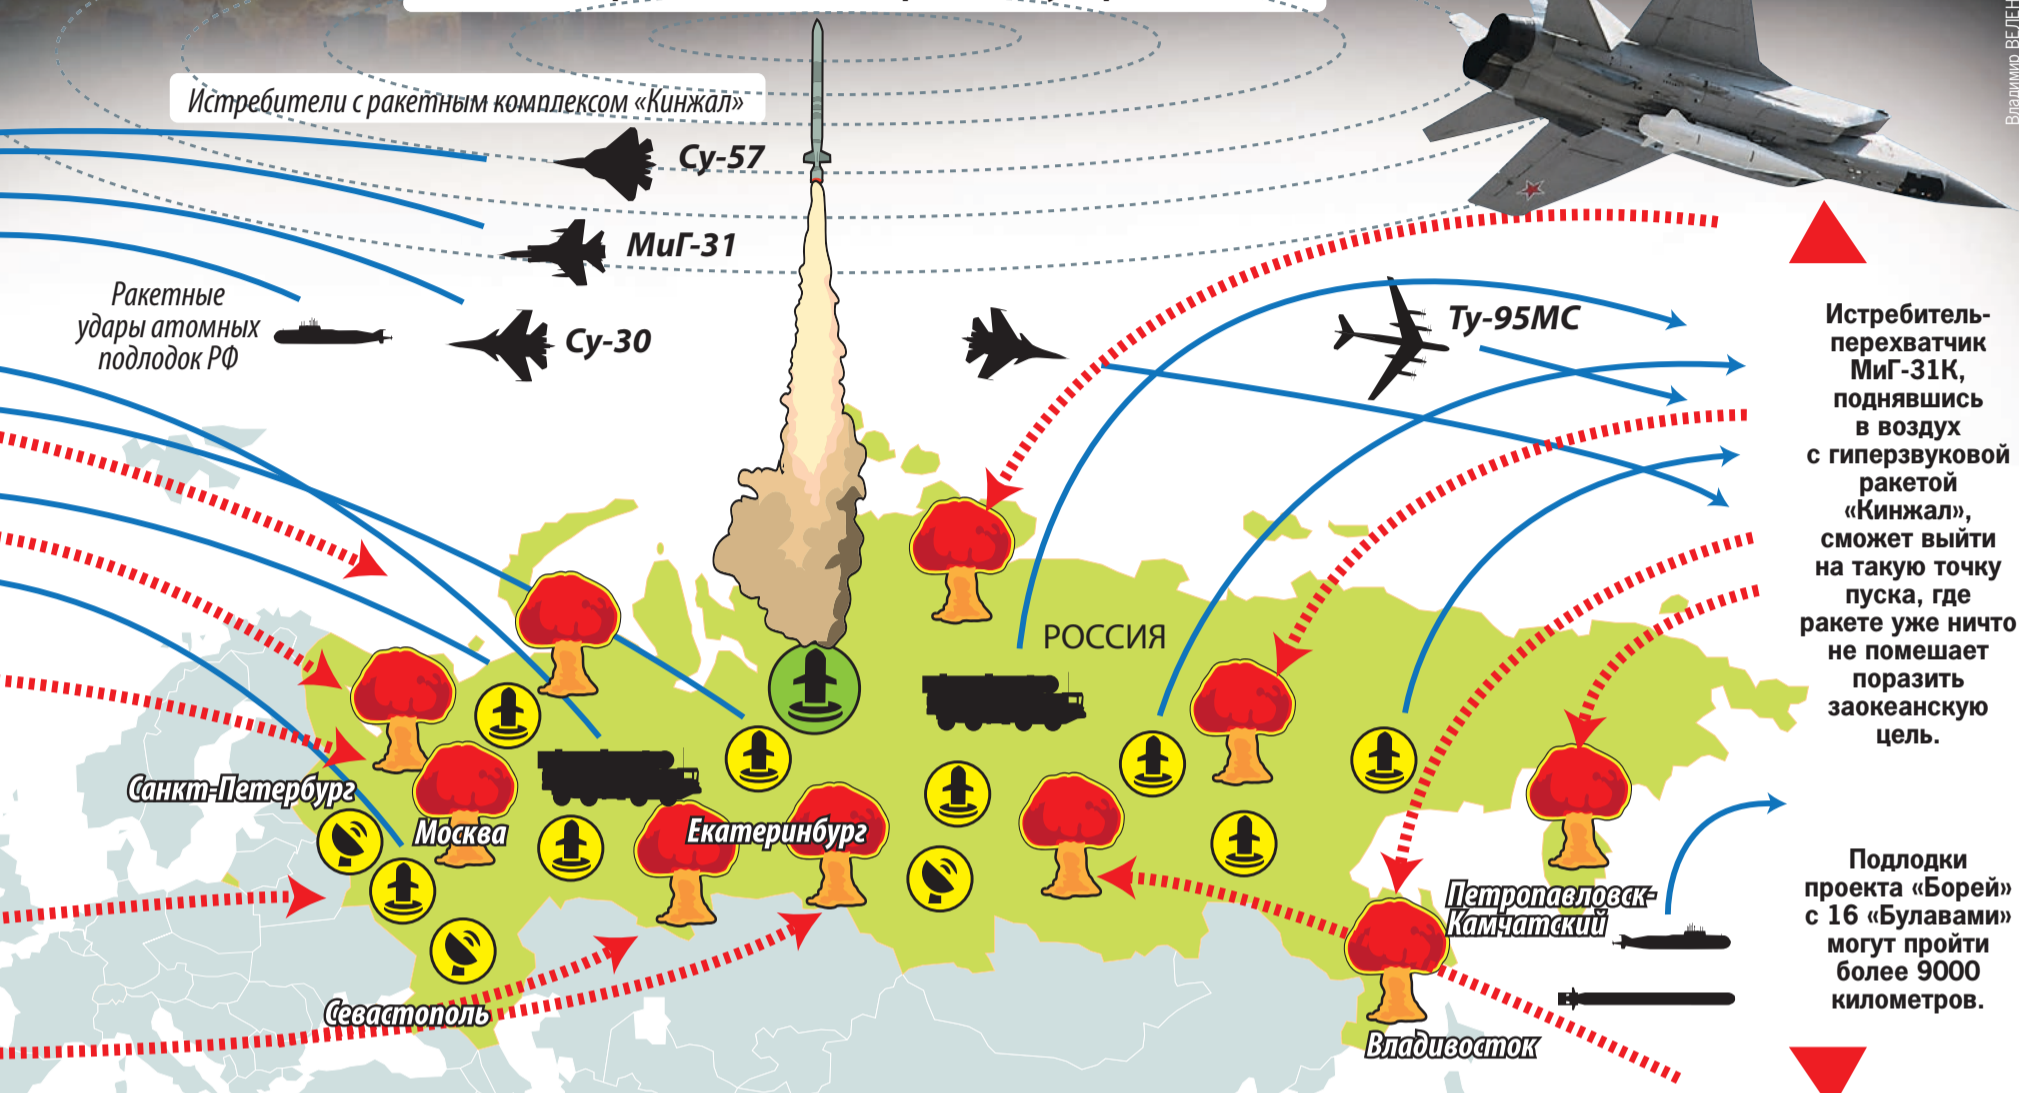 Владимир
Истребители с ракетным комплексом «Кинжал»
Су-57
МиГ-31
Су-30
Ту-95МС
Ракетные
удары атомных
подлодок РФ
Истребитель-
перехватчик
МиГ-31К,
поднявшись
в воздух
с гиперзвуковой
ракетой
«Кинжал»,
сможет выйти
на такую точку
пуска, где
ракете уже ничто
не помешает
поразить
заокеанскую
цель.
РОССИЯ
Санкт-Петербург
Москва
Екатеринбург
Петропавловск-
Камчатский
Севастополь
Владивосток
Подлодки
проекта «Борей»
с 16 «Булавами»
могут пройти
более 9000
километров.